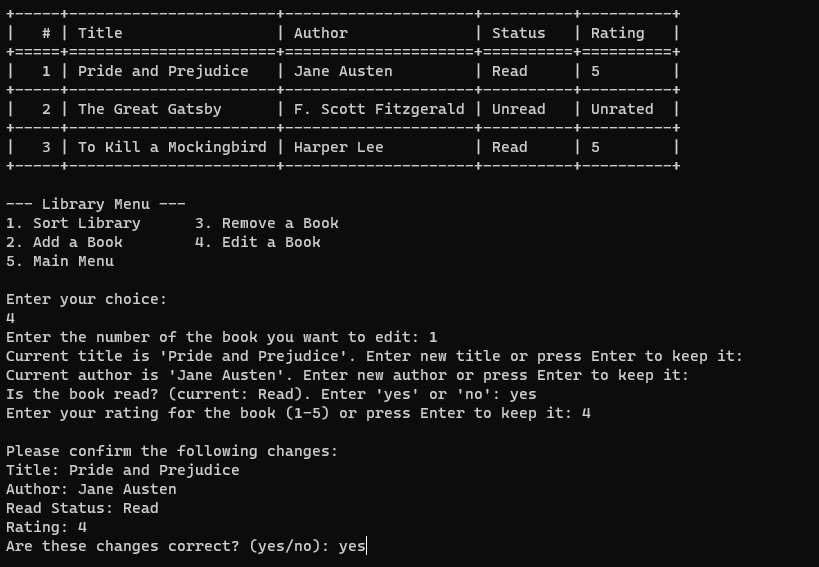 +-----+-----------------------+---------------------+----------+----------+
|   # | Title                 | Author              | Status   | Rating   |
+=====+=======================+=====================+==========+==========+
|   1 | Pride and Prejudice   | Jane Austen         | Read     | 5        |
+-----+-----------------------+---------------------+----------+----------+
|   2 | The Great Gatsby      | F. Scott Fitzgerald | Unread   | Unrated  |
+-----+-----------------------+---------------------+----------+----------+
|   3 | To Kill a Mockingbird | Harper Lee          | Read     | 5        |
+-----+-----------------------+---------------------+----------+----------+
--- Library Menu ---
1. Sort Library      3. Remove a Book
2. Add a Book        4. Edit a Book
5. Main Menu
Enter your choice:
4
Enter the number of the book you want to edit: 1
Current title is 'Pride and Prejudice'. Enter new title or press Enter to keep it:
Current author is 'Jane Austen'. Enter new author or press Enter to keep it:
Is the book read? (current: Read). Enter 'yes' or 'no': yes
Enter your rating for the book (1-5) or press Enter to keep it: 4
Please confirm the following changes:
Title: Pride and Prejudice
Author: Jane Austen
Read Status: Read
Rating: 4
Are these changes correct? (yes/no): yes